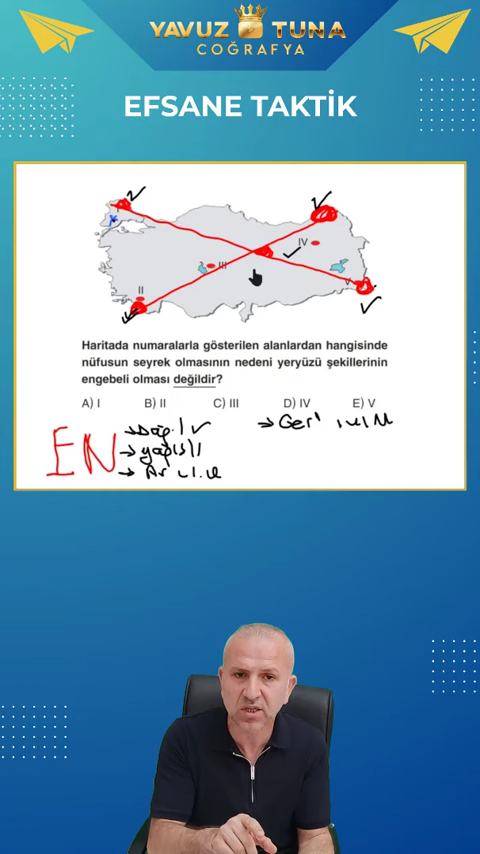 YAVUZ TUNA
COĞRAFYA
EFSANE TAKTİK
IV
III
II
V
Haritada numaralarla gösterilen alanlardan hangisinde
nüfusun seyrek olmasının nedeni yeryüzü şekillerinin
engebeli olması değildir?
A) I B) II C) III D) IV E) V
EN